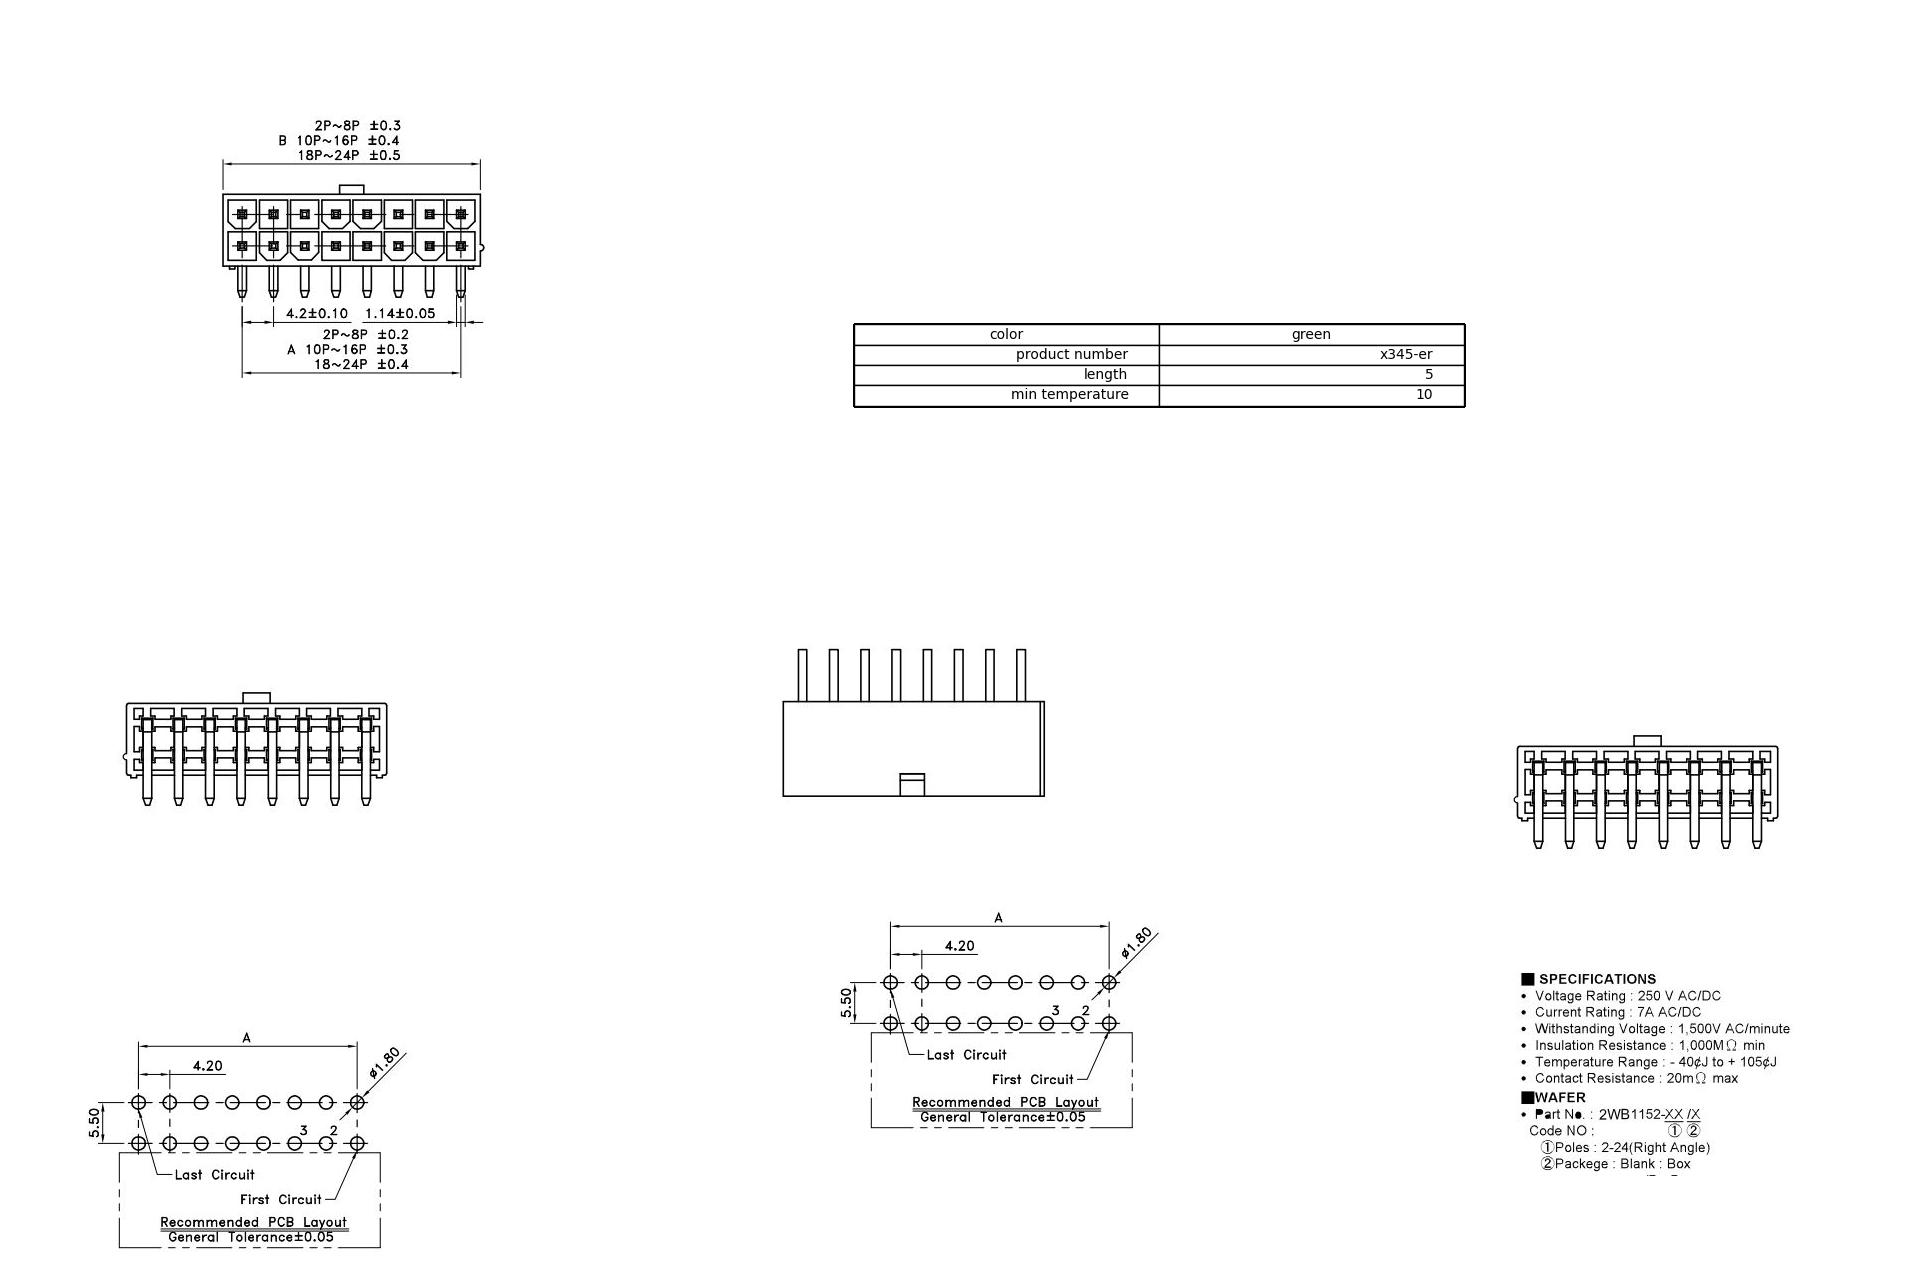 2P~8P ±0.3
B 10P~16P ±0.4
18P~24P ±0.5
4.2±0.10 1.14±0.05
2P~8P ±0.2
A 10P~16P ±0.3
18~24P ±0.4
color green
product number x345-er
length 5
min temperature 10
A
4.20
ø1.80
5.50
3 2
Last Circuit
First Circuit
Recommended PCB Layout
General Tolerance±0.05
A
4.20
ø1.80
5.50
3 2
Last Circuit
First Circuit
Recommended PCB Layout
General Tolerance±0.05
■ SPECIFICATIONS
• Voltage Rating : 250 V AC/DC
• Current Rating : 7A AC/DC
• Withstanding Voltage : 1,500V AC/minute
• Insulation Resistance : 1,000MΩ min
• Temperature Range : - 40¢J to + 105¢J
• Contact Resistance : 20mΩ max
■WAFER
• Part No. : 2WB1152-XX /X
Code NO : ① ②
①Poles : 2-24(Right Angle)
②Packege : Blank : Box